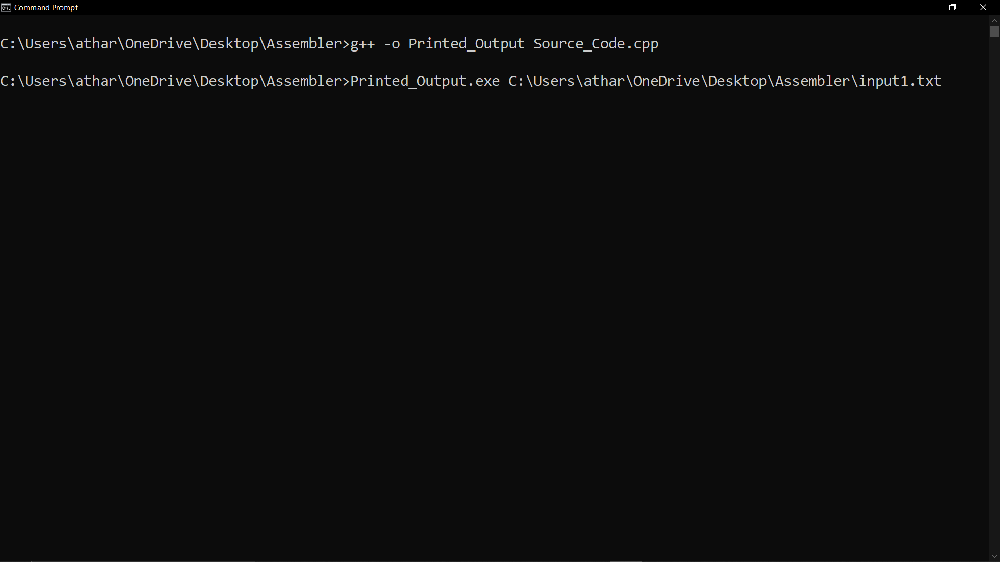 Command Prompt
C:\Users\athar\OneDrive\Desktop\Assembler>g++ -o Printed_Output Source_Code.cpp
C:\Users\athar\OneDrive\Desktop\Assembler>Printed_Output.exe C:\Users\athar\OneDrive\Desktop\Assembler\input1.txt